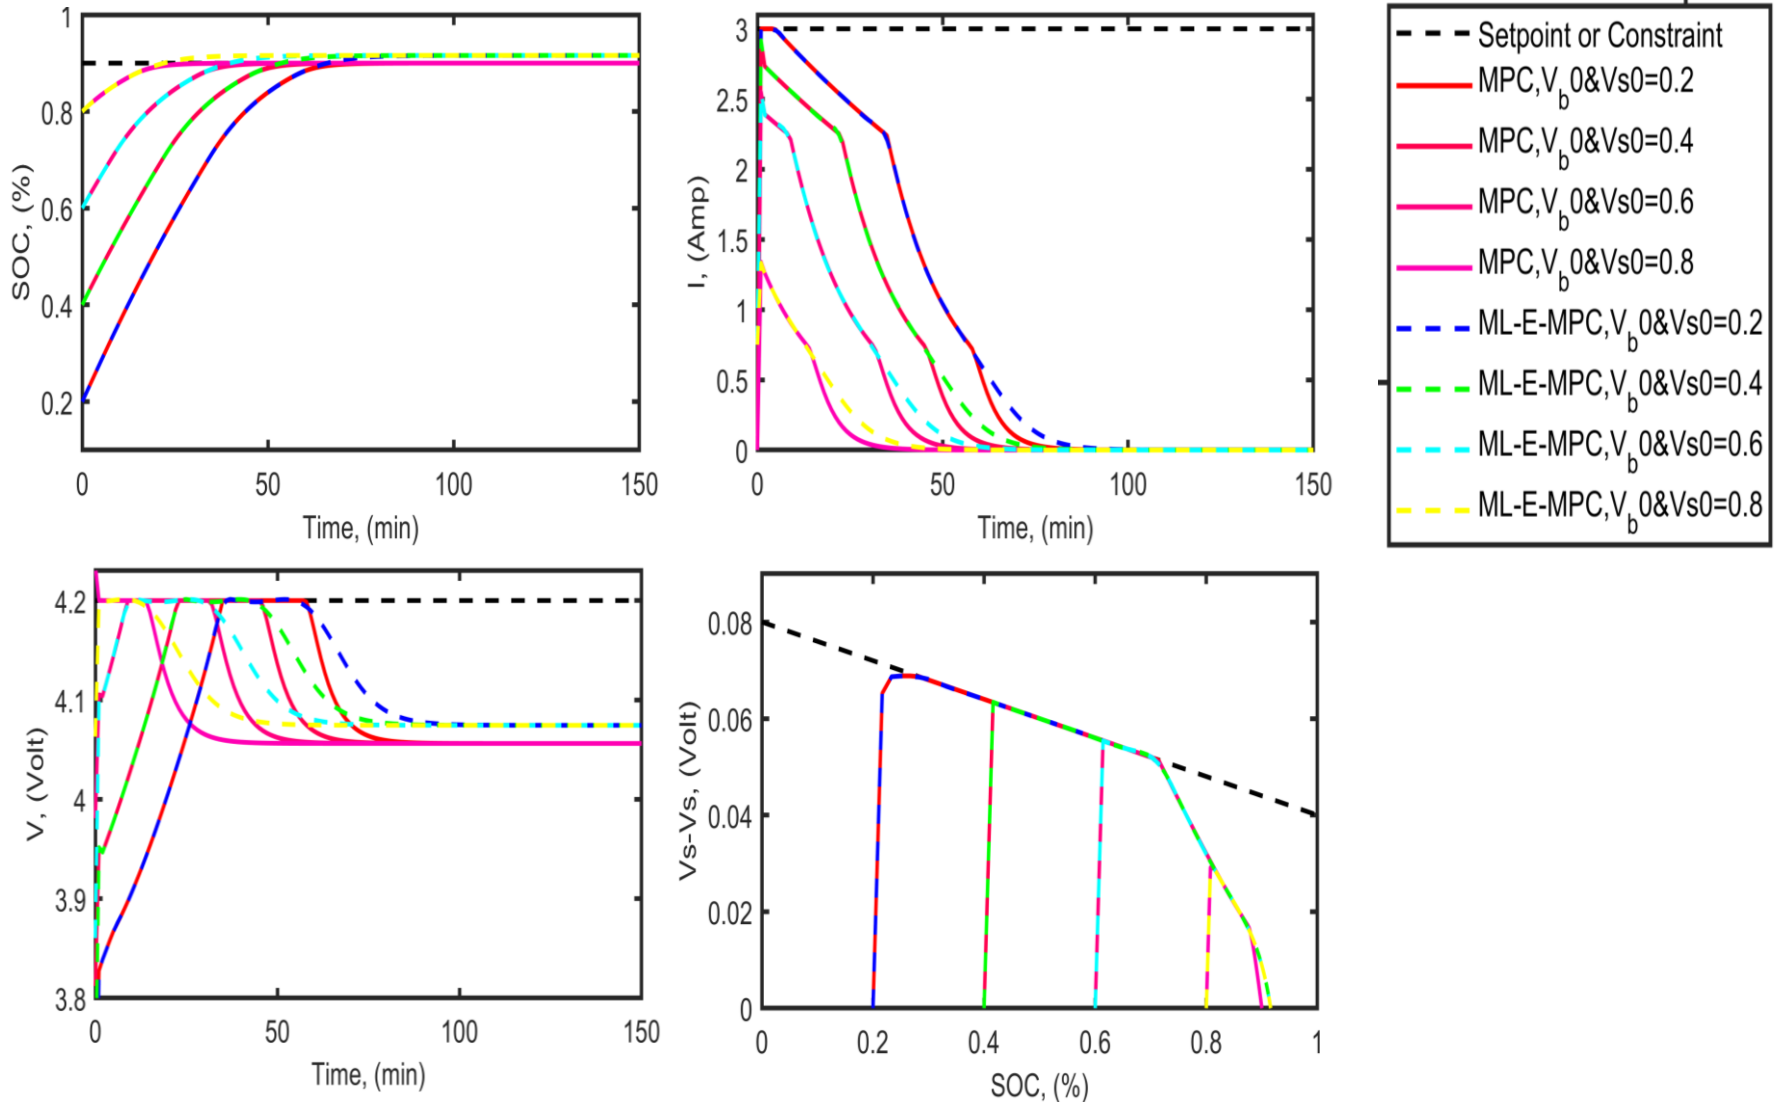 1
0.8
0.6
0.4
0.2
SOC, (%)
0
50
100
150
Time, (min)
3
2.5
2
1.5
1
0.5
0
I, (Amp)
0
50
100
150
Time, (min)
Setpoint or Constraint
MPC,V_b0&Vs0=0.2
MPC,V_b0&Vs0=0.4
MPC,V_b0&Vs0=0.6
MPC,V_b0&Vs0=0.8
ML-E-MPC,V_b0&Vs0=0.2
ML-E-MPC,V_b0&Vs0=0.4
ML-E-MPC,V_b0&Vs0=0.6
ML-E-MPC,V_b0&Vs0=0.8
4.2
4.1
4
3.9
3.8
V, (Volt)
0
50
100
150
Time, (min)
0.08
0.06
0.04
0.02
0
Vs-Vs, (Volt)
0
0.2
0.4
0.6
0.8
1
SOC, (%)